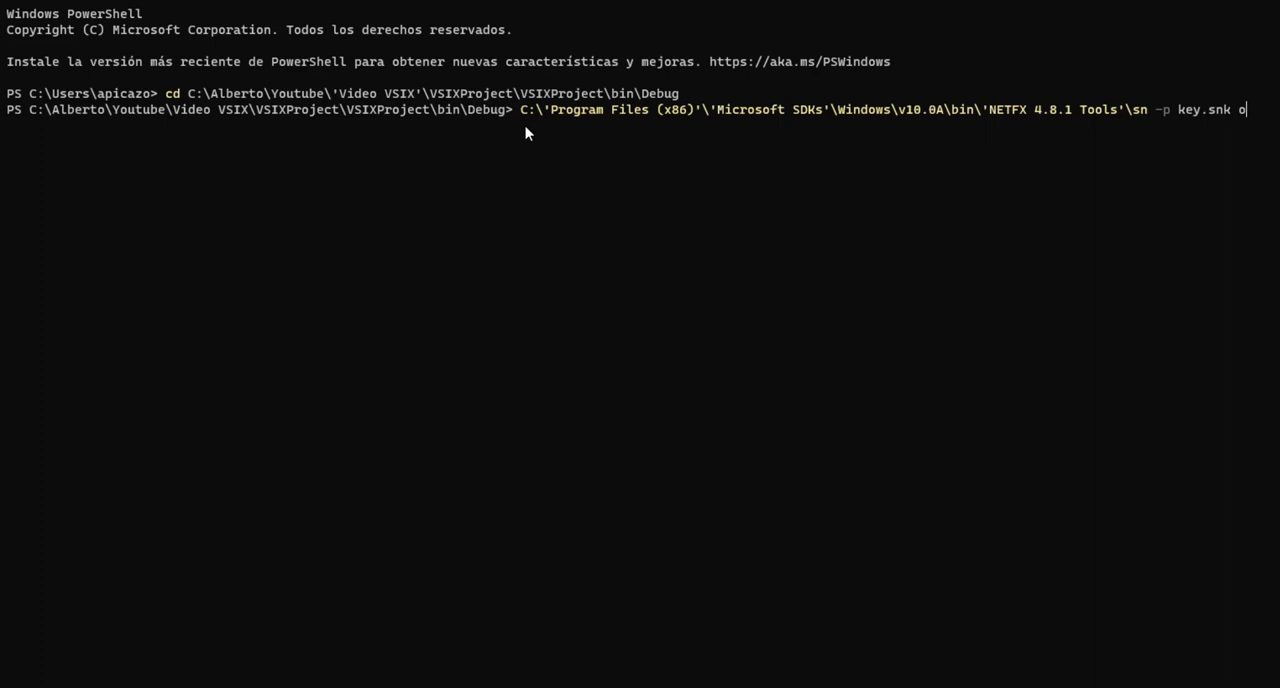 Windows PowerShell
Copyright (C) Microsoft Corporation. Todos los derechos reservados.
Instale la versión más reciente de PowerShell para obtener nuevas características y mejoras. https://aka.ms/PSWindows
PS C:\Users\apicazo> cd C:\Alberto\Youtube\'Video VSIX'\VSIXProject\VSIXProject\bin\Debug
PS C:\Alberto\Youtube\Video VSIX\VSIXProject\VSIXProject\bin\Debug> C:\'Program Files (x86)'\'Microsoft SDKs'\Windows\v10.0A\bin\'NETFX 4.8.1 Tools'\sn -p key.snk o